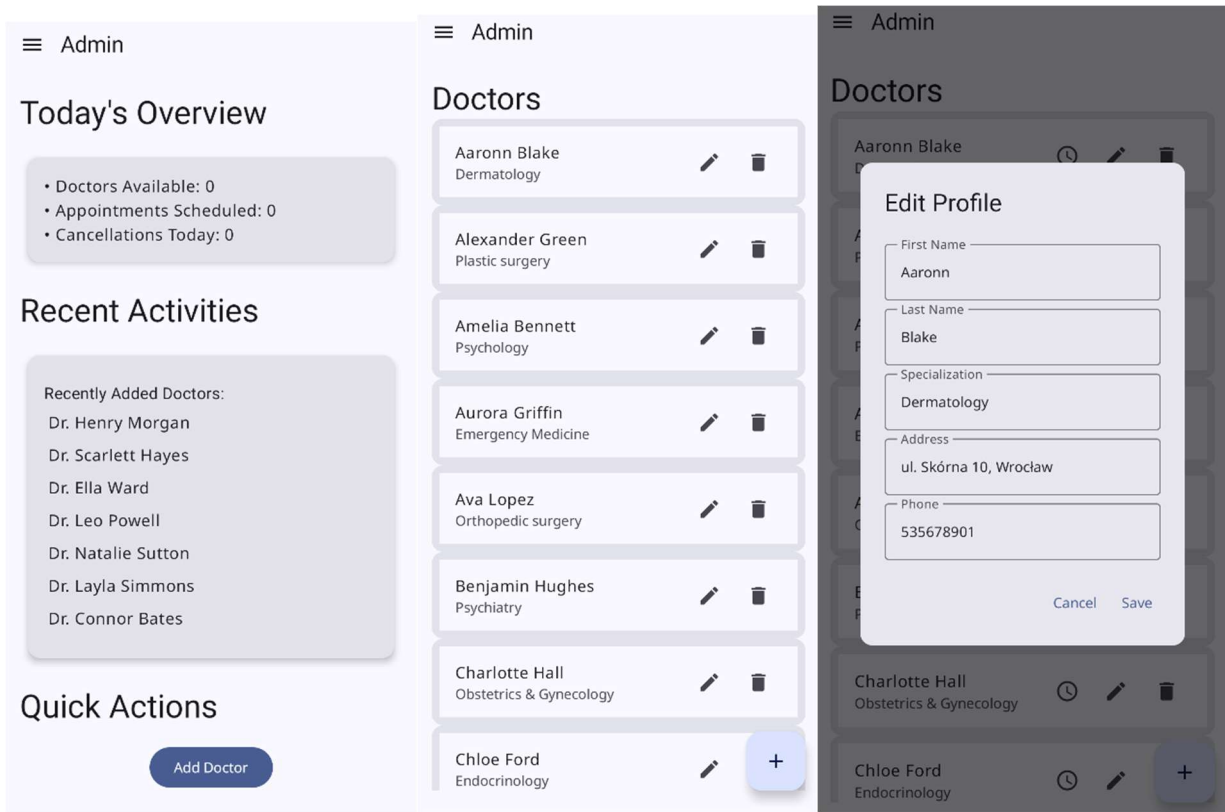 Admin
Today's Overview
• Doctors Available: 0
• Appointments Scheduled: 0
• Cancellations Today: 0
Recent Activities
Recently Added Doctors:
Dr. Henry Morgan
Dr. Scarlett Hayes
Dr. Ella Ward
Dr. Leo Powell
Dr. Natalie Sutton
Dr. Layla Simmons
Dr. Connor Bates
Quick Actions
Add Doctor
Admin
Doctors
Aaronn Blake
Dermatology
Alexander Green
Plastic surgery
Amelia Bennett
Psychology
Aurora Griffin
Emergency Medicine
Ava Lopez
Orthopedic surgery
Benjamin Hughes
Psychiatry
Charlotte Hall
Obstetrics & Gynecology
Chloe Ford
Endocrinology
+
Admin
Doctors
Aaronn Blake
Edit Profile
First Name
Aaronn
Last Name
Blake
Specialization
Dermatology
Address
ul. Skórna 10, Wrocław
Phone
535678901
Cancel Save
Charlotte Hall
Obstetrics & Gynecology
Chloe Ford
Endocrinology
+